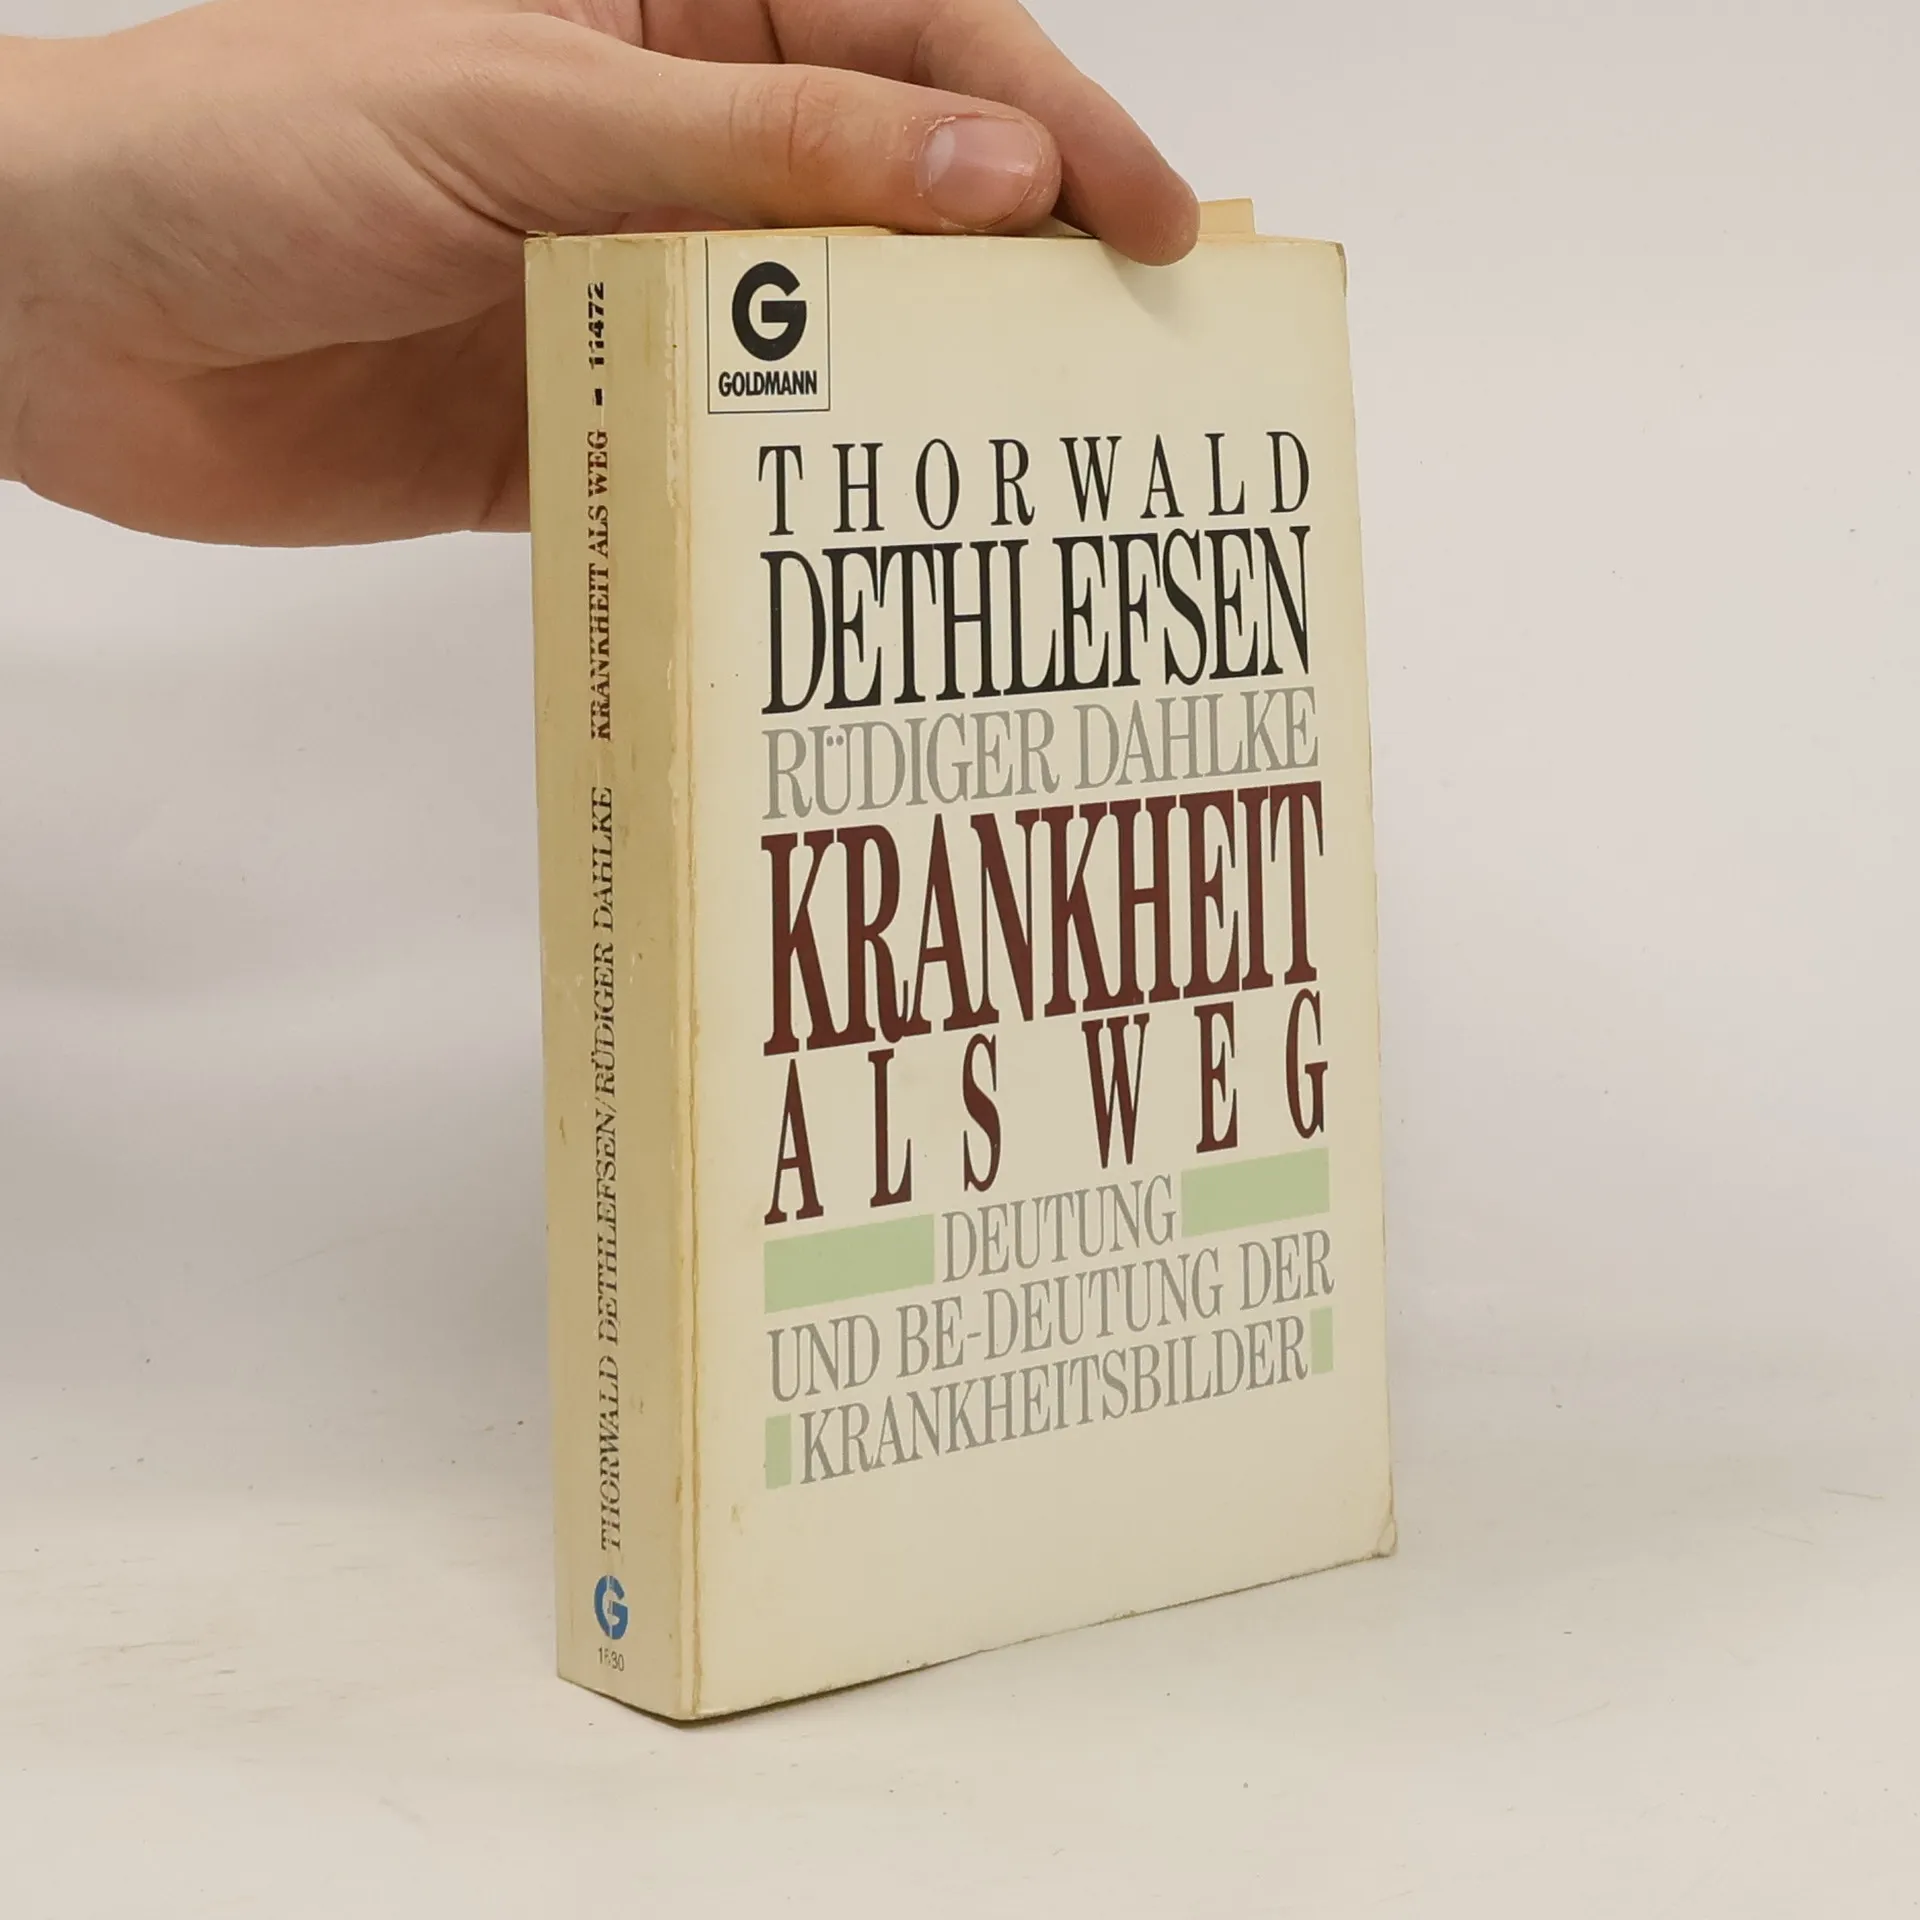 G
GOLDMANN
THORWALD
DETHLEFSEN
RÜDIGER DAHLKE
KRANKHEIT
ALS WEG
DEUTUNG
UND BE-DEUTUNG DER
KRANKHEITSBILDER
THORWALD DETHLEFSEN/RÜDIGER DAHLKE KRANKHEIT ALS WEG - 11472
G